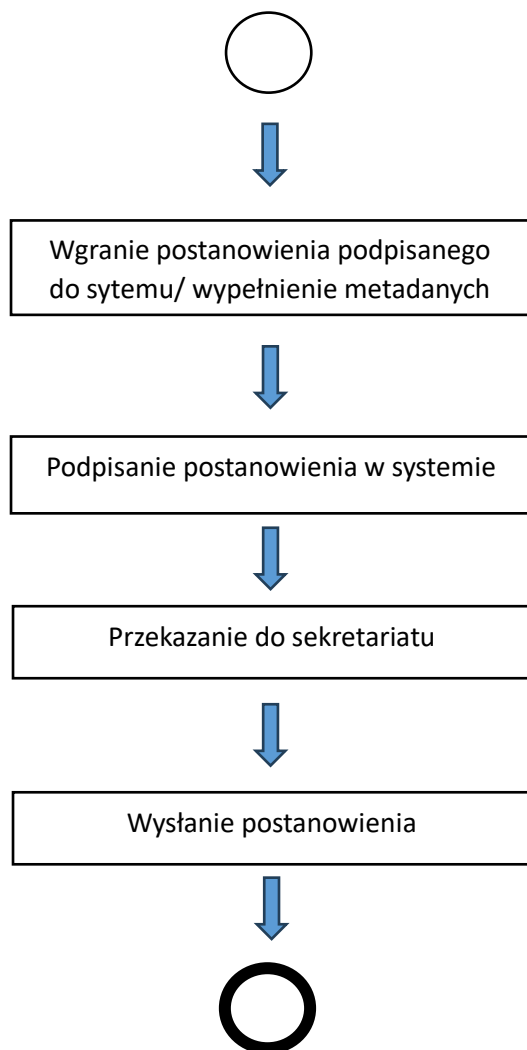 Wgranie postanowienia podpisanego
do sytemu/ wypełnienie metadanych
Podpisanie postanowienia w systemie
Przekazanie do sekretariatu
Wysłanie postanowienia